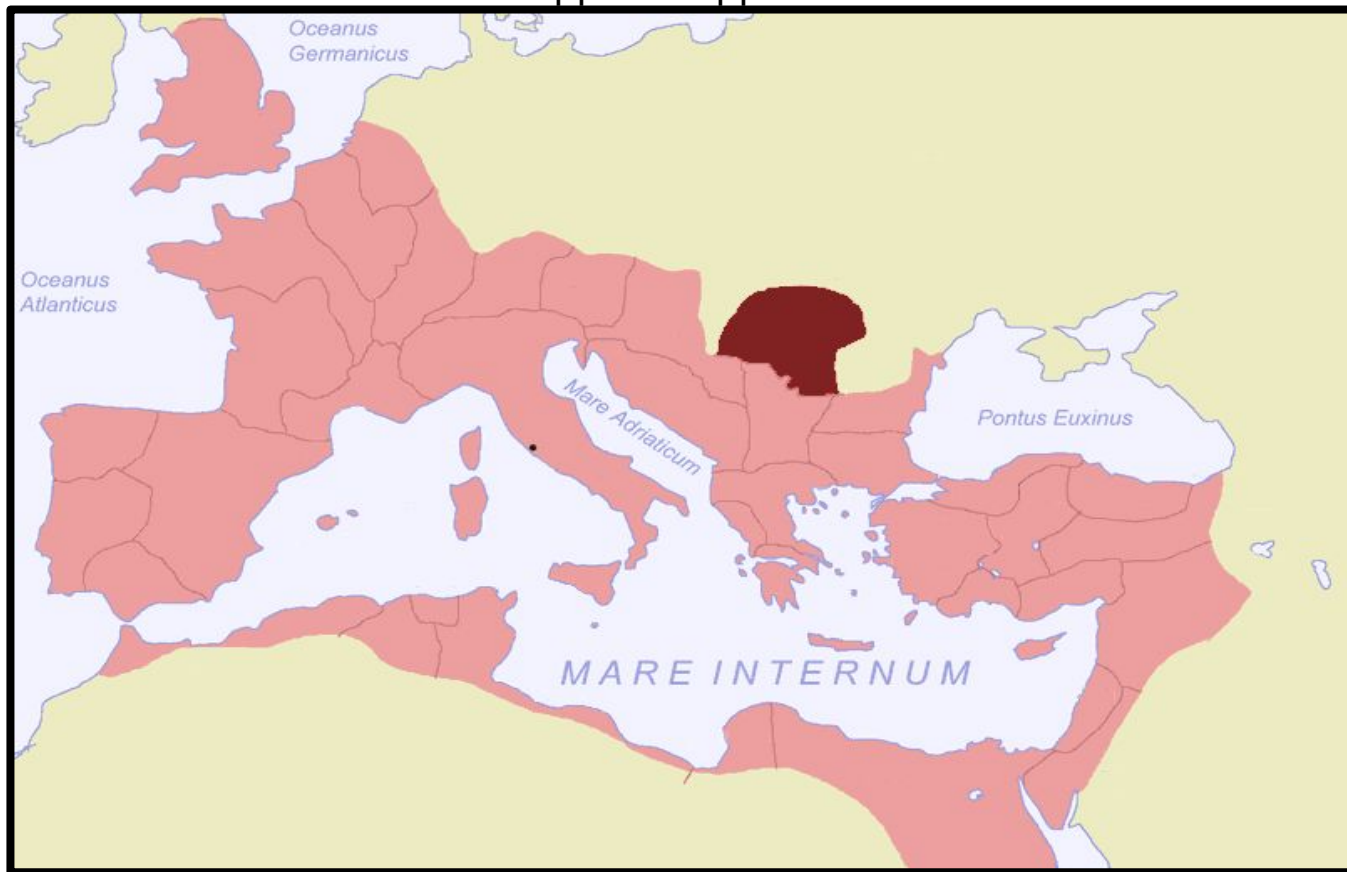 Oceanus
Germanicus
Oceanus
Atlanticus
Mare Adriaticum
Pontus Euxinus
MARE INTERNUM